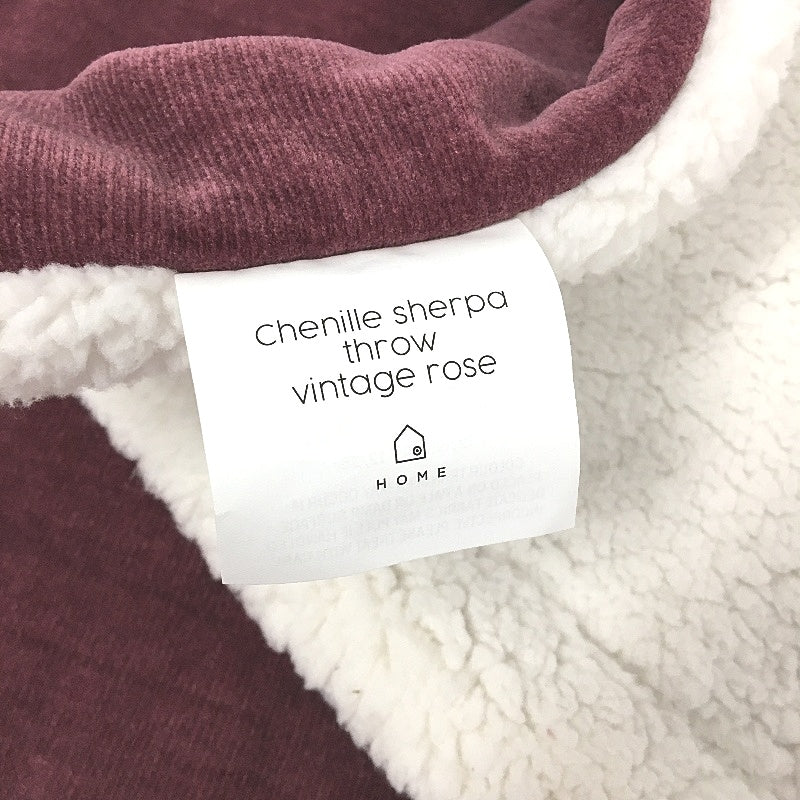 Chenille sherpa
throw
vintage rose
HOME